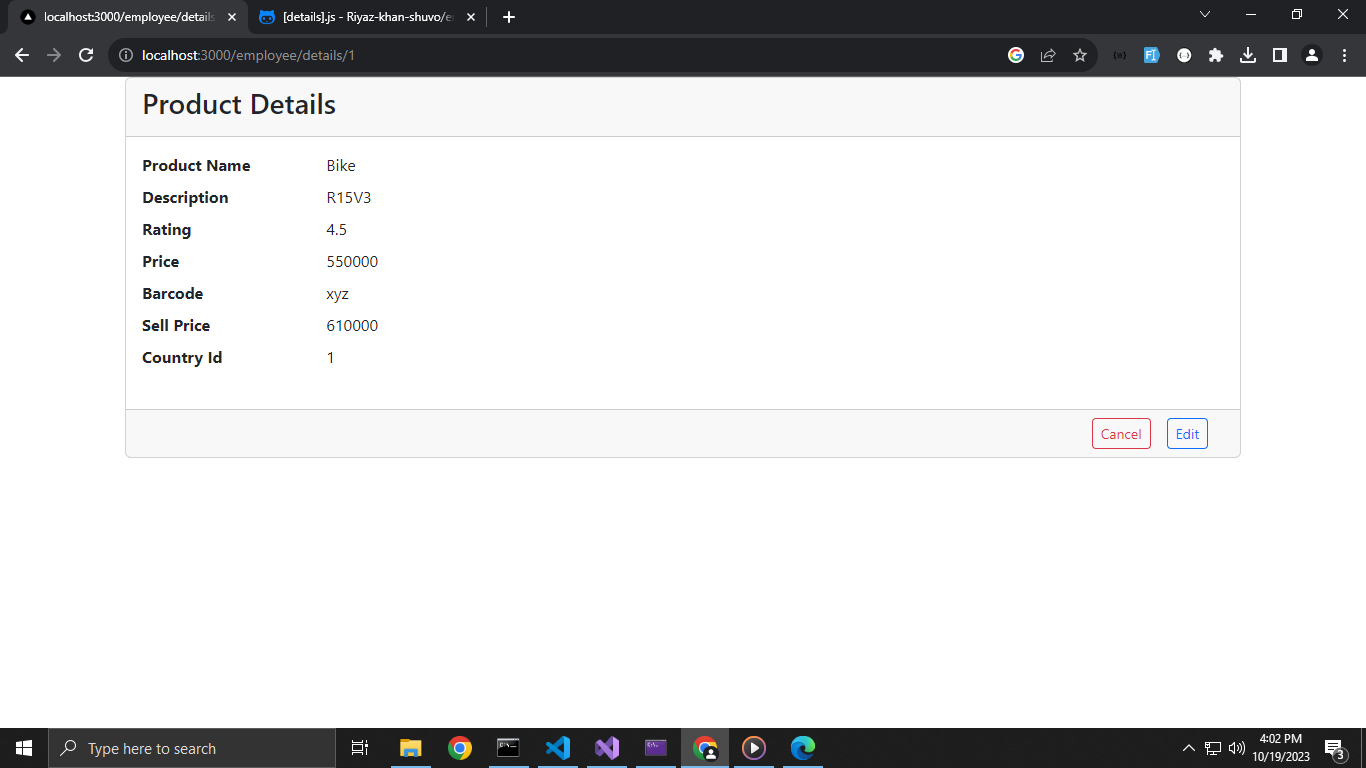 localhost:3000/employee/details
[details].js - Riyaz-khan-shuvo/e
localhost:3000/employee/details/1
Product Details
Product Name Bike
Description R15V3
Rating 4.5
Price 550000
Barcode xyz
Sell Price 610000
Country Id 1
Cancel Edit
Type here to search
4:02 PM
10/19/2023
3